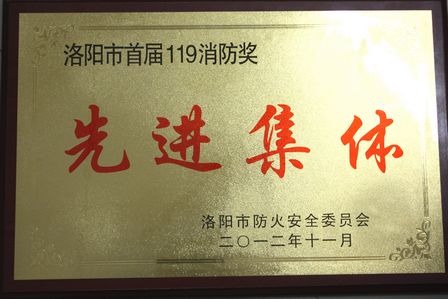 洛阳市首届119消防奖
先进集体
洛阳市防火安全委员会
二〇一二年十一月